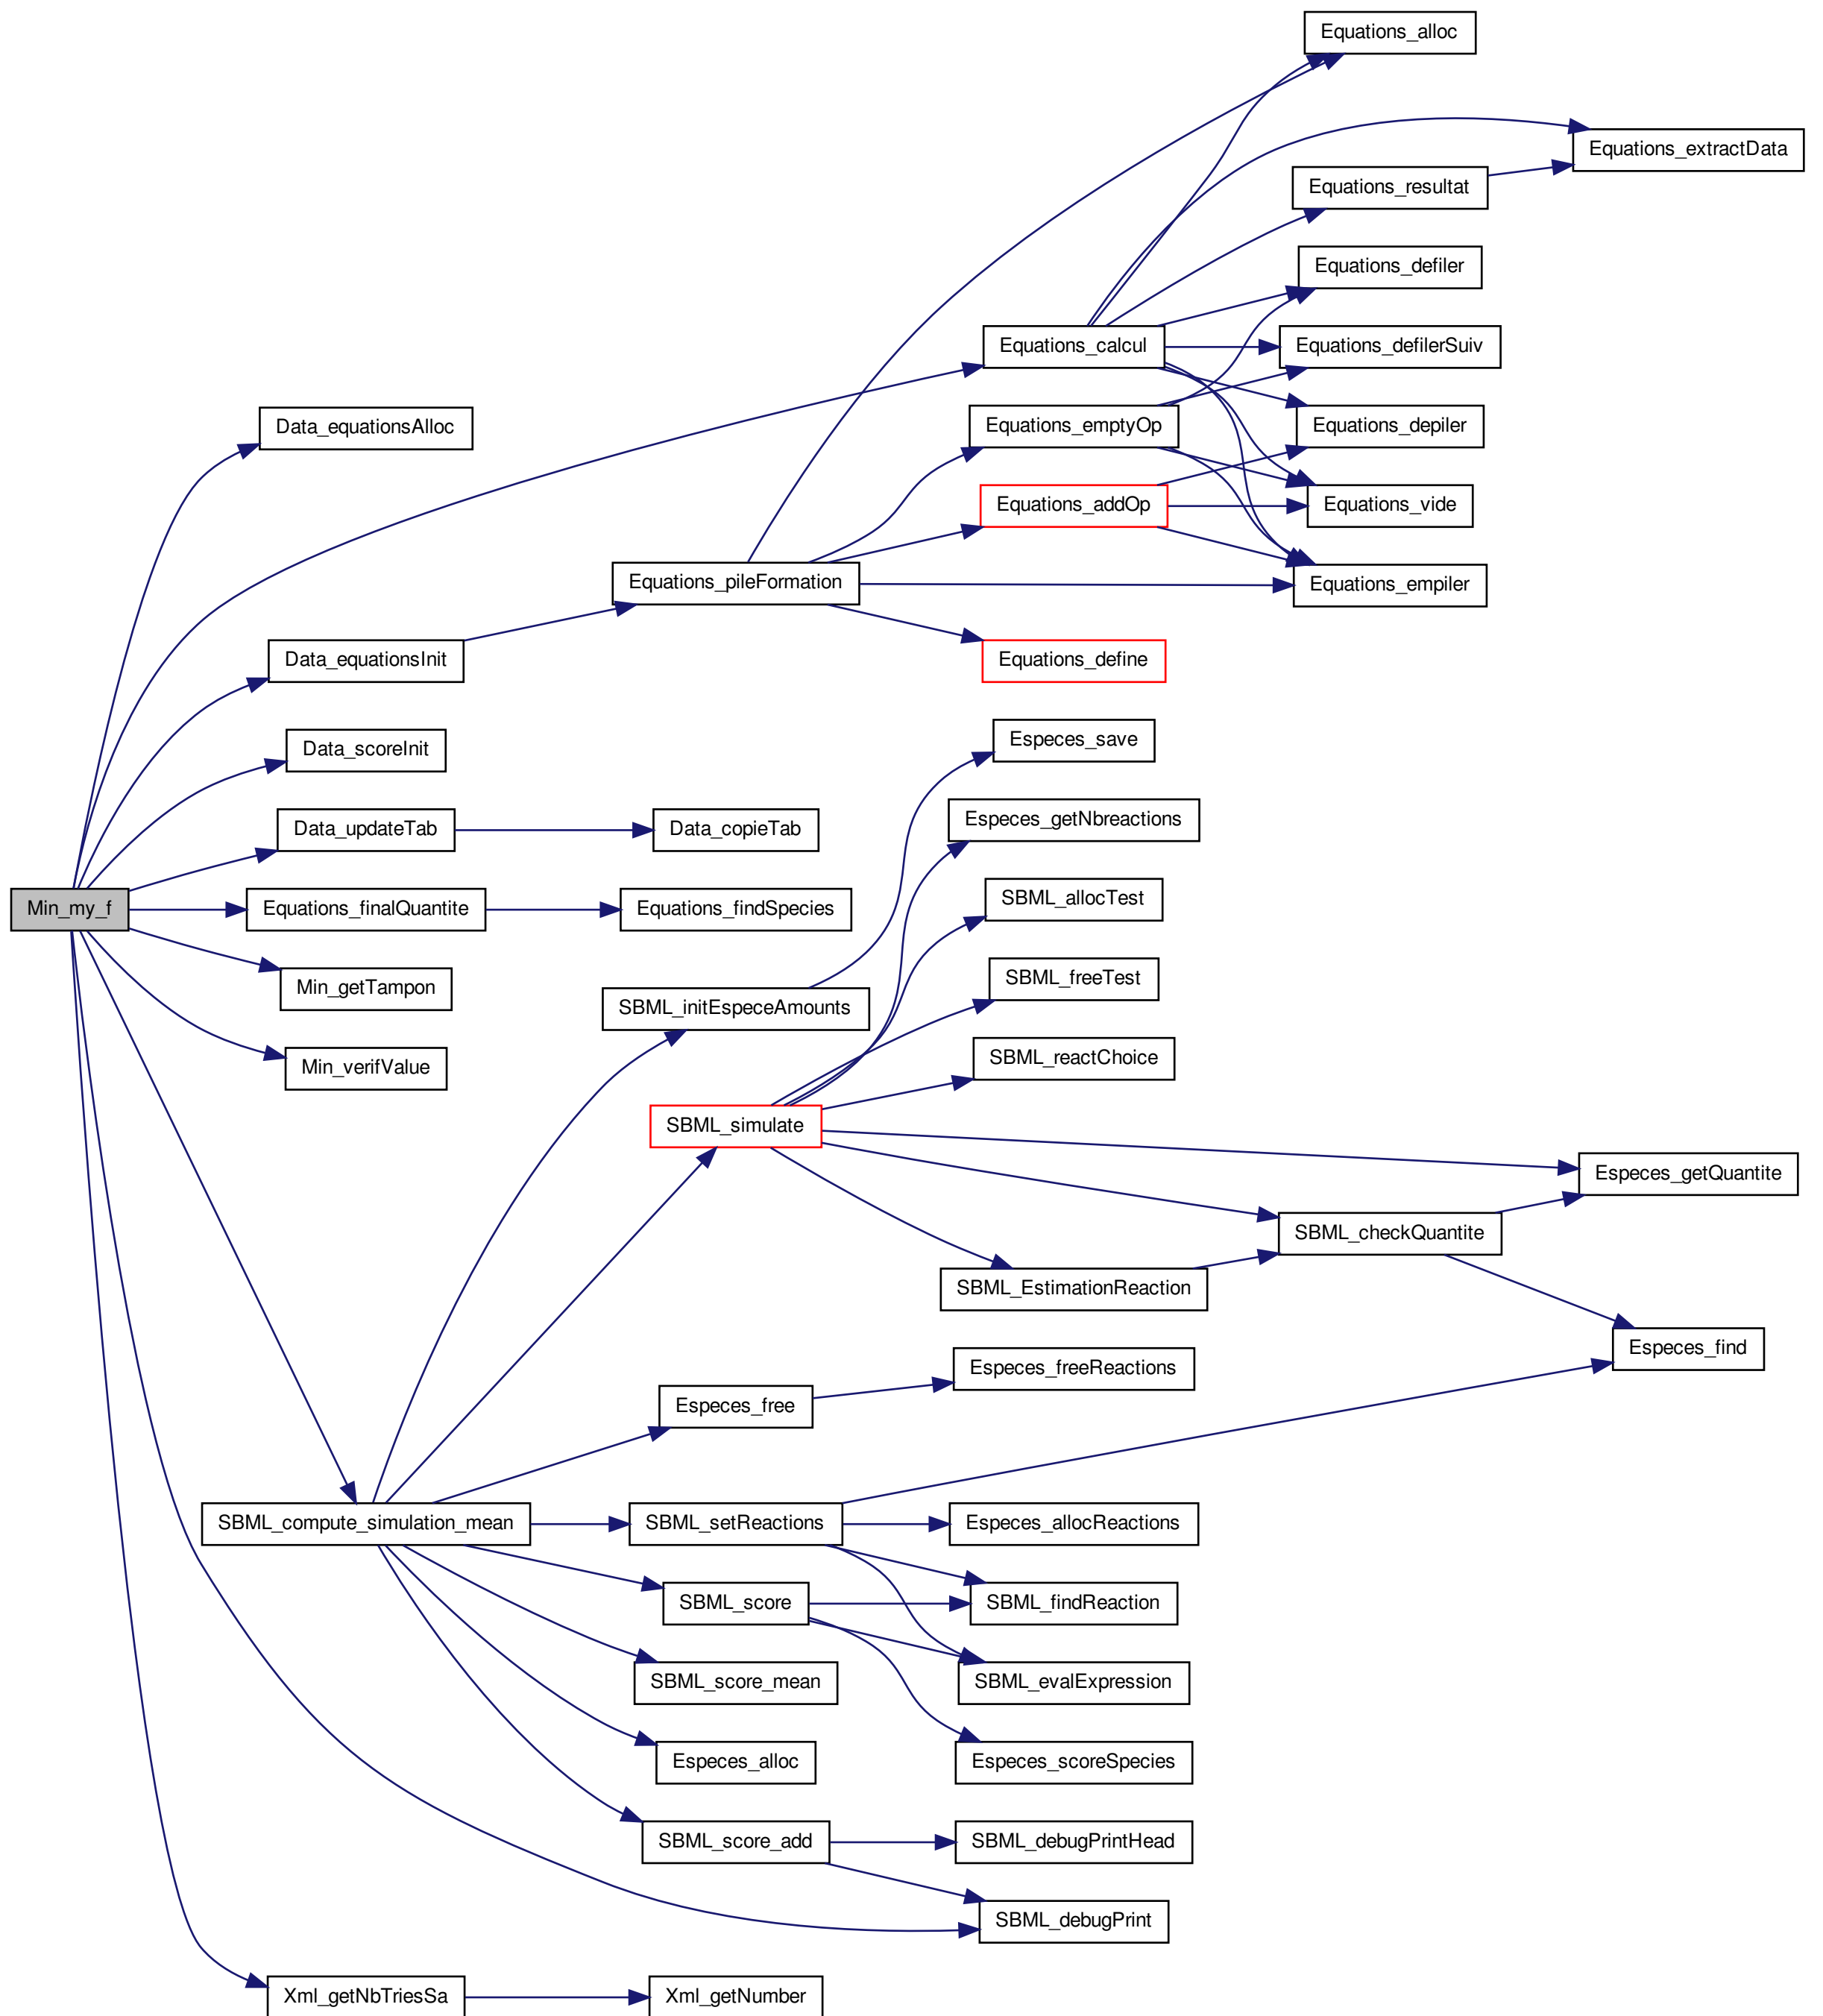 Equations_alloc
Equations_extractData
Equations_resultat
Equations_defiler
Equations_calcul
Equations_defilerSuiv
Data_equationsAlloc
Equations_emptyOp
Equations_depiler
Equations_addOp
Equations_vide
Equations_pileFormation
Equations_empiler
Data_equationsInit
Equations_define
Data_scoreInit
Especes_save
Data_updateTab
Data_copieTab
Especes_getNbreactions
Min_my_f
Equations_finalQuantite
Equations_findSpecies
SBML_allocTest
Min_getTampon
SBML_initEspeceAmounts
SBML_freeTest
Min_verifValue
SBML_reactChoice
SBML_simulate
Especes_getQuantite
SBML_checkQuantite
SBML_EstimationReaction
Especes_find
Especes_freeReactions
Especes_free
SBML_compute_simulation_mean
SBML_setReactions
Especes_allocReactions
SBML_score
SBML_findReaction
SBML_score_mean
SBML_evalExpression
Especes_alloc
Especes_scoreSpecies
SBML_score_add
SBML_debugPrintHead
SBML_debugPrint
Xml_getNbTriesSa
Xml_getNumber